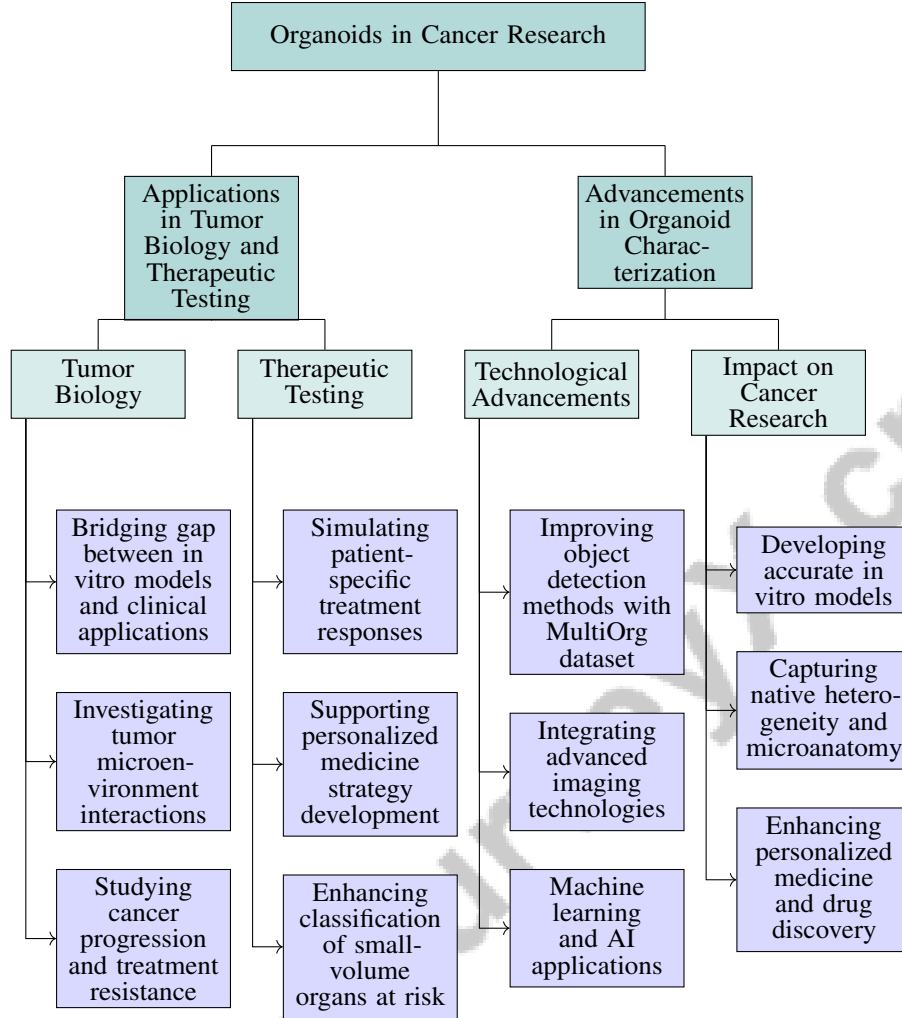 Organoids in Cancer Research
Applications
in Tumor
Biology and
Therapeutic
Testing
Advancements
in Organoid
Charac-
terization
Tumor
Biology
Therapeutic
Testing
Technological
Advancements
Impact on
Cancer
Research
Bridging gap
between in
vitro models
and clinical
applications
Investigating
tumor
microen-
vironment
interactions
Studying
cancer
progression
and treatment
resistance
Simulating
patient-
specific
treatment
responses
Supporting
personalized
medicine
strategy
development
Enhancing
classification
of small-
volume
organs at risk
Improving
object
detection
methods with
MultiOrg
dataset
Integrating
advanced
imaging
technologies
Machine
learning
and AI
applications
Developing
accurate in
vitro models
Capturing
native hetero-
geneity and
microanatomy
Enhancing
personalized
medicine
and drug
discovery